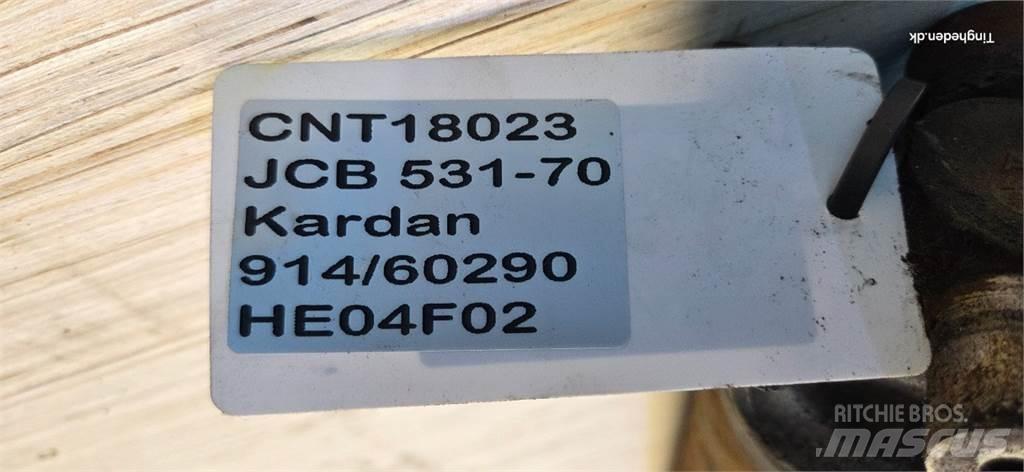 Tingheden.dk
CNT18023
JCB 531-70
Kardan
914/60290
HE04F02
RITCHIE BROS.
MASCUS